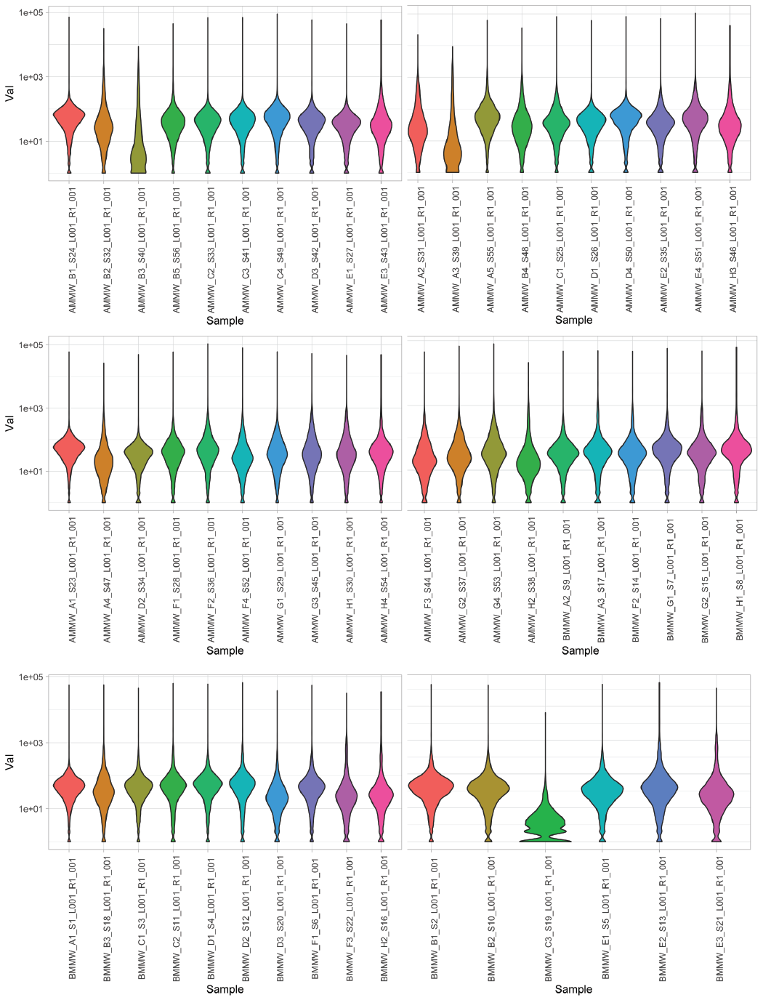 1e+05
1e+03
1e+01
Val
AMMW_B1_S24_L001_R1_001
AMMW_B2_S32_L001_R1_001
AMMW_B3_S40_L001_R1_001
AMMW_B5_S56_L001_R1_001
AMMW_C2_S33_L001_R1_001
AMMW_C3_S41_L001_R1_001
AMMW_C4_S49_L001_R1_001
AMMW_D3_S42_L001_R1_001
AMMW_E1_S27_L001_R1_001
AMMW_E3_S43_L001_R1_001
Sample
AMMW_A2_S31_L001_R1_001
AMMW_A3_S39_L001_R1_001
AMMW_A5_S55_L001_R1_001
AMMW_B4_S48_L001_R1_001
AMMW_C1_S25_L001_R1_001
AMMW_D1_S26_L001_R1_001
AMMW_D4_S50_L001_R1_001
AMMW_E2_S35_L001_R1_001
AMMW_E4_S51_L001_R1_001
AMMW_H3_S46_L001_R1_001
Sample
1e+05
1e+03
1e+01
Val
AMMW_A1_S23_L001_R1_001
AMMW_A4_S47_L001_R1_001
AMMW_D2_S34_L001_R1_001
AMMW_F1_S28_L001_R1_001
AMMW_F2_S36_L001_R1_001
AMMW_F4_S52_L001_R1_001
AMMW_G1_S29_L001_R1_001
AMMW_G3_S45_L001_R1_001
AMMW_H1_S30_L001_R1_001
AMMW_H4_S54_L001_R1_001
Sample
AMMW_F3_S44_L001_R1_001
AMMW_G2_S37_L001_R1_001
AMMW_G4_S53_L001_R1_001
AMMW_H2_S38_L001_R1_001
BMMW_A2_S9_L001_R1_001
BMMW_A3_S17_L001_R1_001
BMMW_F2_S14_L001_R1_001
BMMW_G1_S7_L001_R1_001
BMMW_G2_S15_L001_R1_001
BMMW_H1_S8_L001_R1_001
Sample
1e+05
1e+03
1e+01
Val
BMMW_A1_S1_L001_R1_001
BMMW_B3_S18_L001_R1_001
BMMW_C1_S3_L001_R1_001
BMMW_C2_S11_L001_R1_001
BMMW_D1_S4_L001_R1_001
BMMW_D2_S12_L001_R1_001
BMMW_D3_S20_L001_R1_001
BMMW_F1_S6_L001_R1_001
BMMW_F3_S22_L001_R1_001
BMMW_H2_S16_L001_R1_001
Sample
BMMW_B1_S2_L001_R1_001
BMMW_B2_S10_L001_R1_001
BMMW_C3_S19_L001_R1_001
BMMW_E1_S5_L001_R1_001
BMMW_E2_S13_L001_R1_001
BMMW_E3_S21_L001_R1_001
Sample